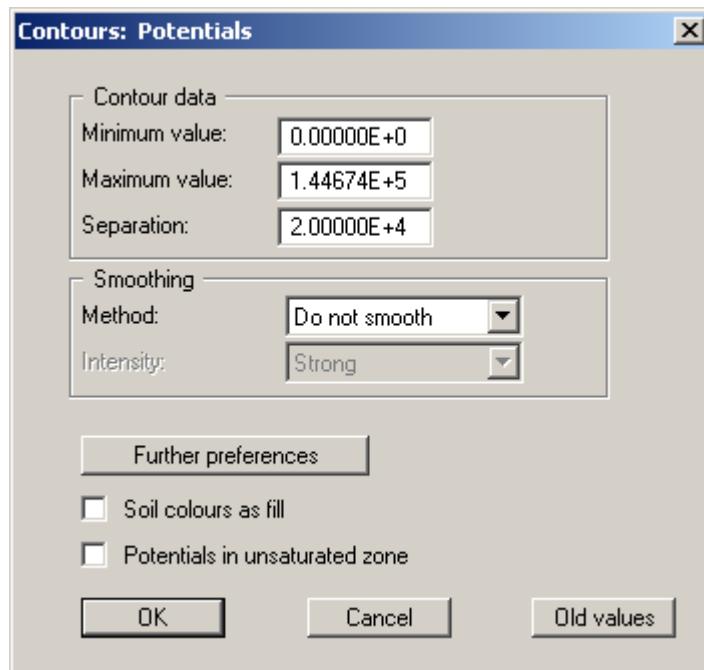 Contours: Potentials
Contour data
Minimum value: 0.00000E+0
Maximum value: 1.44674E+5
Separation: 2.00000E+4
Smoothing
Method: Do not smooth
Intensity: Strong
Further preferences
Soil colours as fill
Potentials in unsaturated zone
OK Cancel Old values